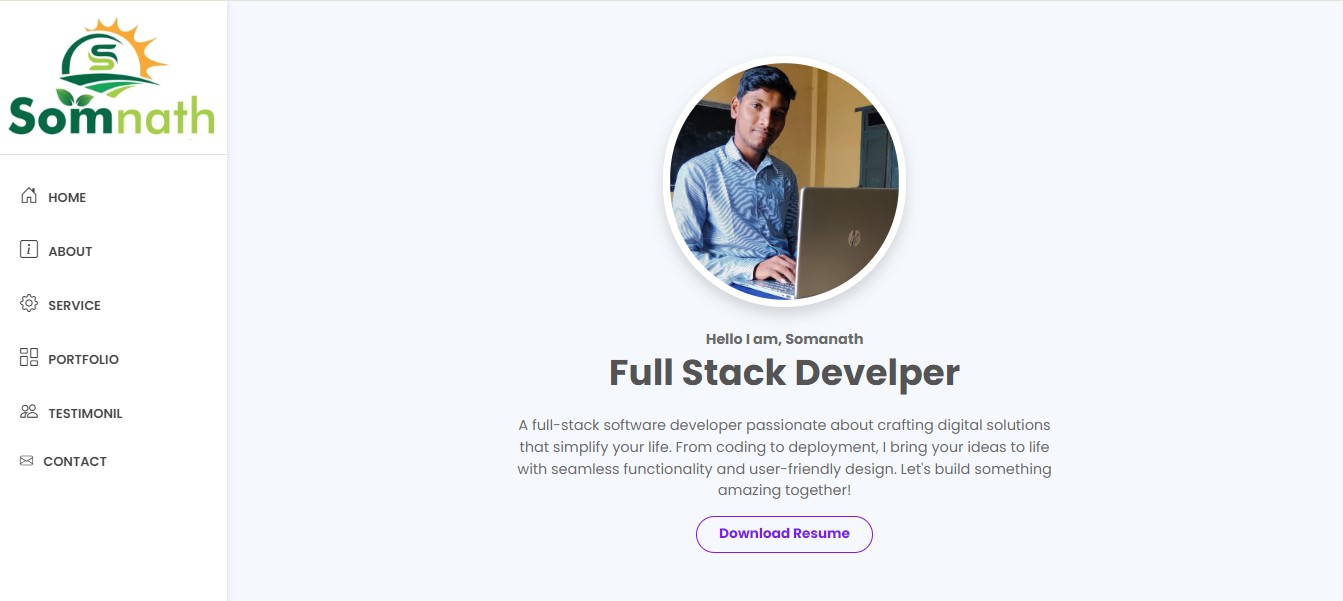 S
Somnath
HOME
ABOUT
SERVICE
PORTFOLIO
TESTIMONIL
CONTACT
hp
Hello I am, Somanath
Full Stack Develper
A full-stack software developer passionate about crafting digital solutions
that simplify your life. From coding to deployment, I bring your ideas to life
with seamless functionality and user-friendly design. Let's build something
amazing together!
Download Resume